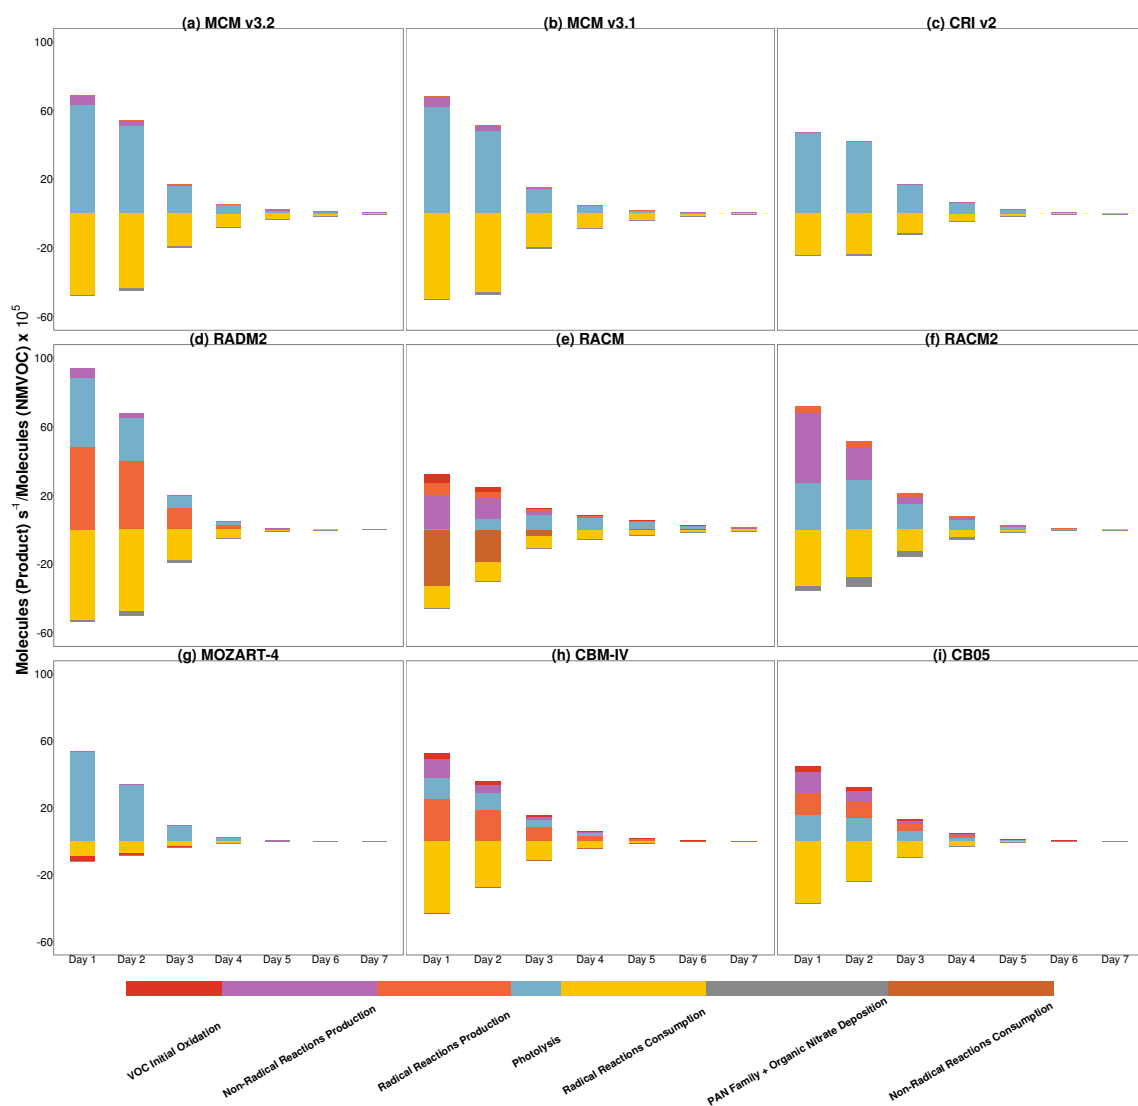 (a) MCM v3.2
(b) MCM v3.1
(c) CRI v2
100
60
20
-20
-60
(d) RADM2
(e) RACM
(f) RACM2
100
60
20
-20
-60
(g) MOZART-4
(h) CBM-IV
(i) CB05
100
60
20
-20
-60
Molecules (Product) s⁻¹/Molecules (NMVOC) x 10⁵
Day 1 Day 2 Day 3 Day 4 Day 5 Day 6 Day 7
Day 1 Day 2 Day 3 Day 4 Day 5 Day 6 Day 7
Day 1 Day 2 Day 3 Day 4 Day 5 Day 6 Day 7
VOC Initial Oxidation
Non-Radical Reactions Production
Radical Reactions Production
Photolysis
Radical Reactions Consumption
PAN Family + Organic Nitrate Deposition
Non-Radical Reactions Consumption